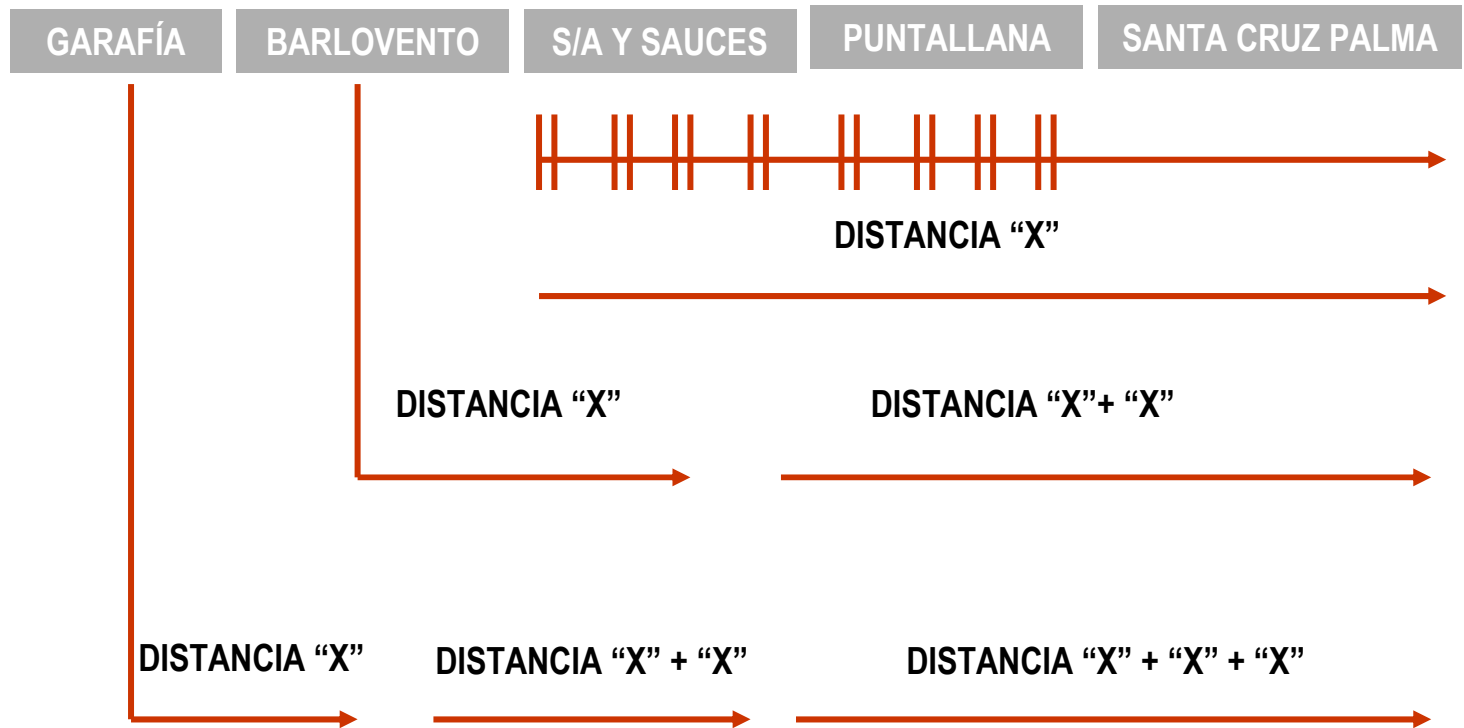 GARAFÍA
BARLOVENTO
S/A Y SAUCES
PUNTALLANA
SANTA CRUZ PALMA
DISTANCIA “X”
DISTANCIA “X”
DISTANCIA “X”+ “X”
DISTANCIA “X”
DISTANCIA “X” + “X”
DISTANCIA “X” + “X” + “X”